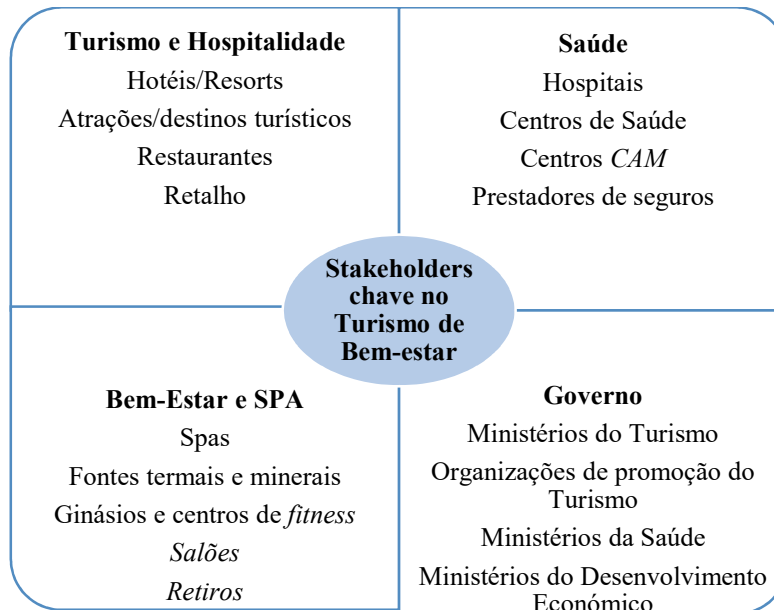 Turismo e Hospitalidade
Hotéis/Resorts
Atrações/destinos turísticos
Restaurantes
Retalho
Saúde
Hospitais
Centros de Saúde
Centros CAM
Prestadores de seguros
Stakeholders
chave no
Turismo de
Bem-estar
Bem-Estar e SPA
Spas
Fontes termais e minerais
Ginásios e centros de fitness
Salões
Retiros
Governo
Ministérios do Turismo
Organizações de promoção do
Turismo
Ministérios da Saúde
Ministérios do Desenvolvimento
Económico